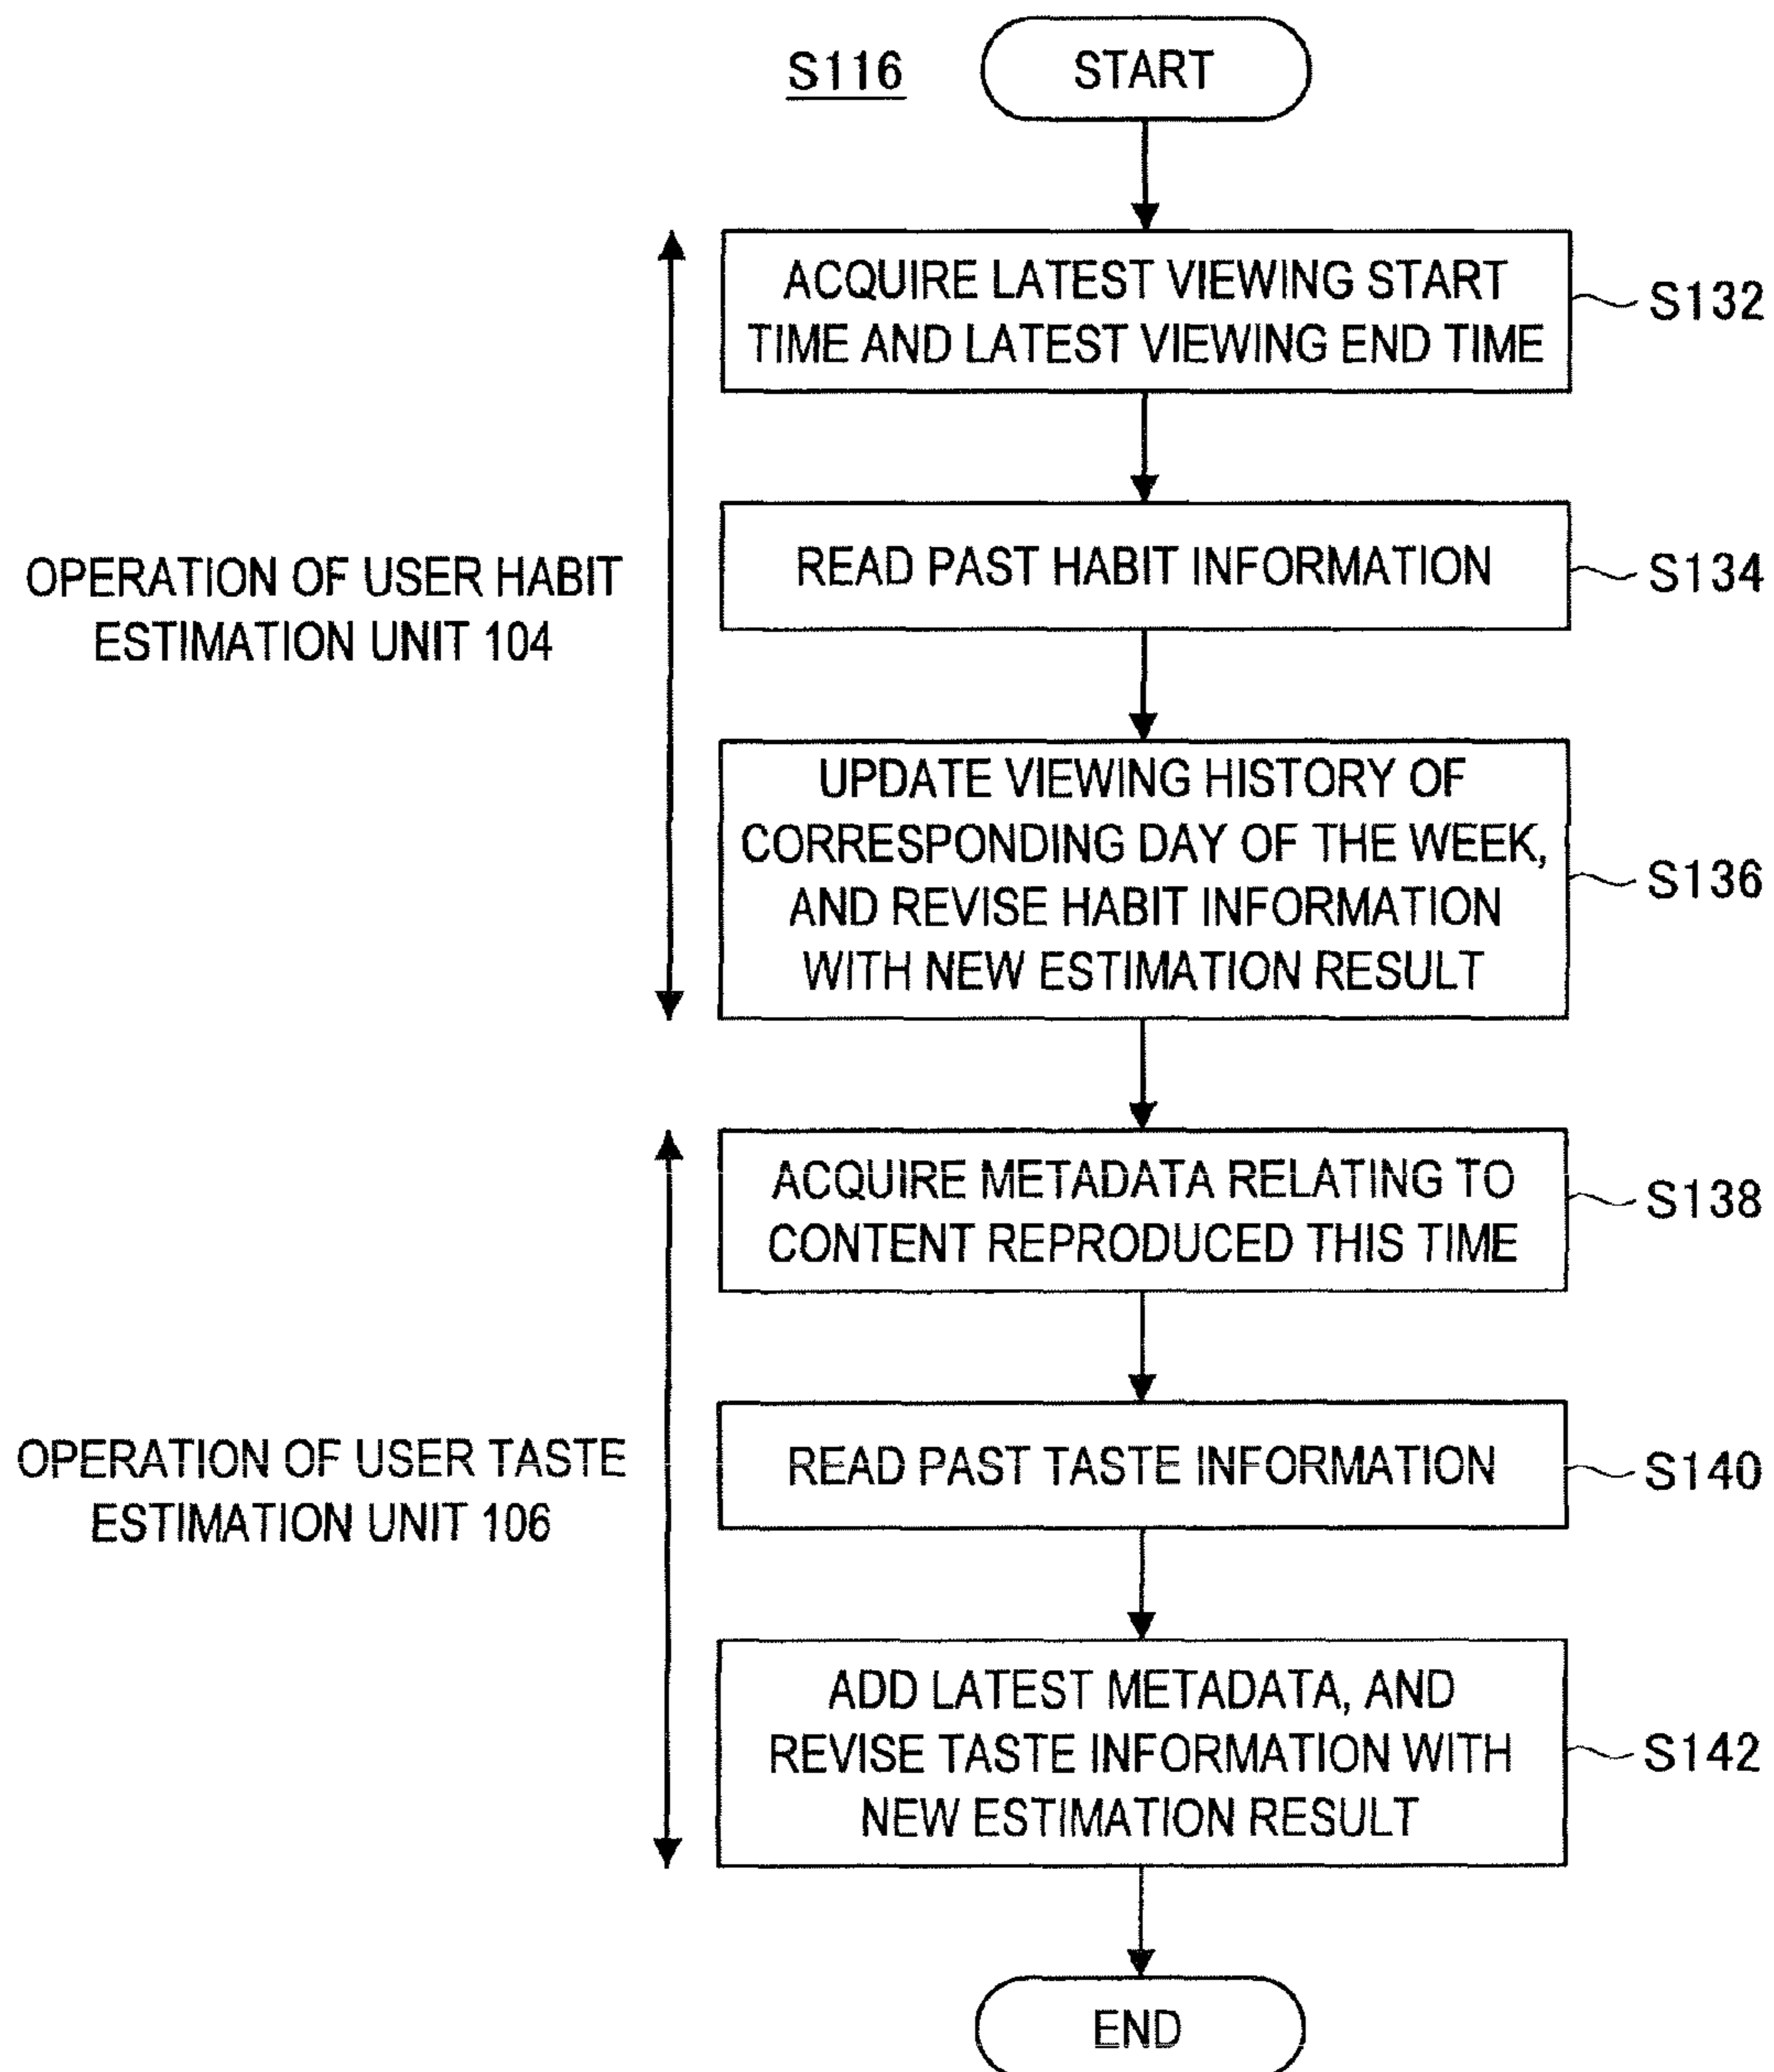 S116
START
ACQUIRE LATEST VIEWING START
TIME AND LATEST VIEWING END TIME
S132
READ PAST HABIT INFORMATION
S134
OPERATION OF USER HABIT
ESTIMATION UNIT 104
UPDATE VIEWING HISTORY OF
CORRESPONDING DAY OF THE WEEK,
AND REVISE HABIT INFORMATION
WITH NEW ESTIMATION RESULT
S136
ACQUIRE METADATA RELATING TO
CONTENT REPRODUCED THIS TIME
S138
READ PAST TASTE INFORMATION
S140
OPERATION OF USER TASTE
ESTIMATION UNIT 106
ADD LATEST METADATA, AND
REVISE TASTE INFORMATION WITH
NEW ESTIMATION RESULT
S142
END